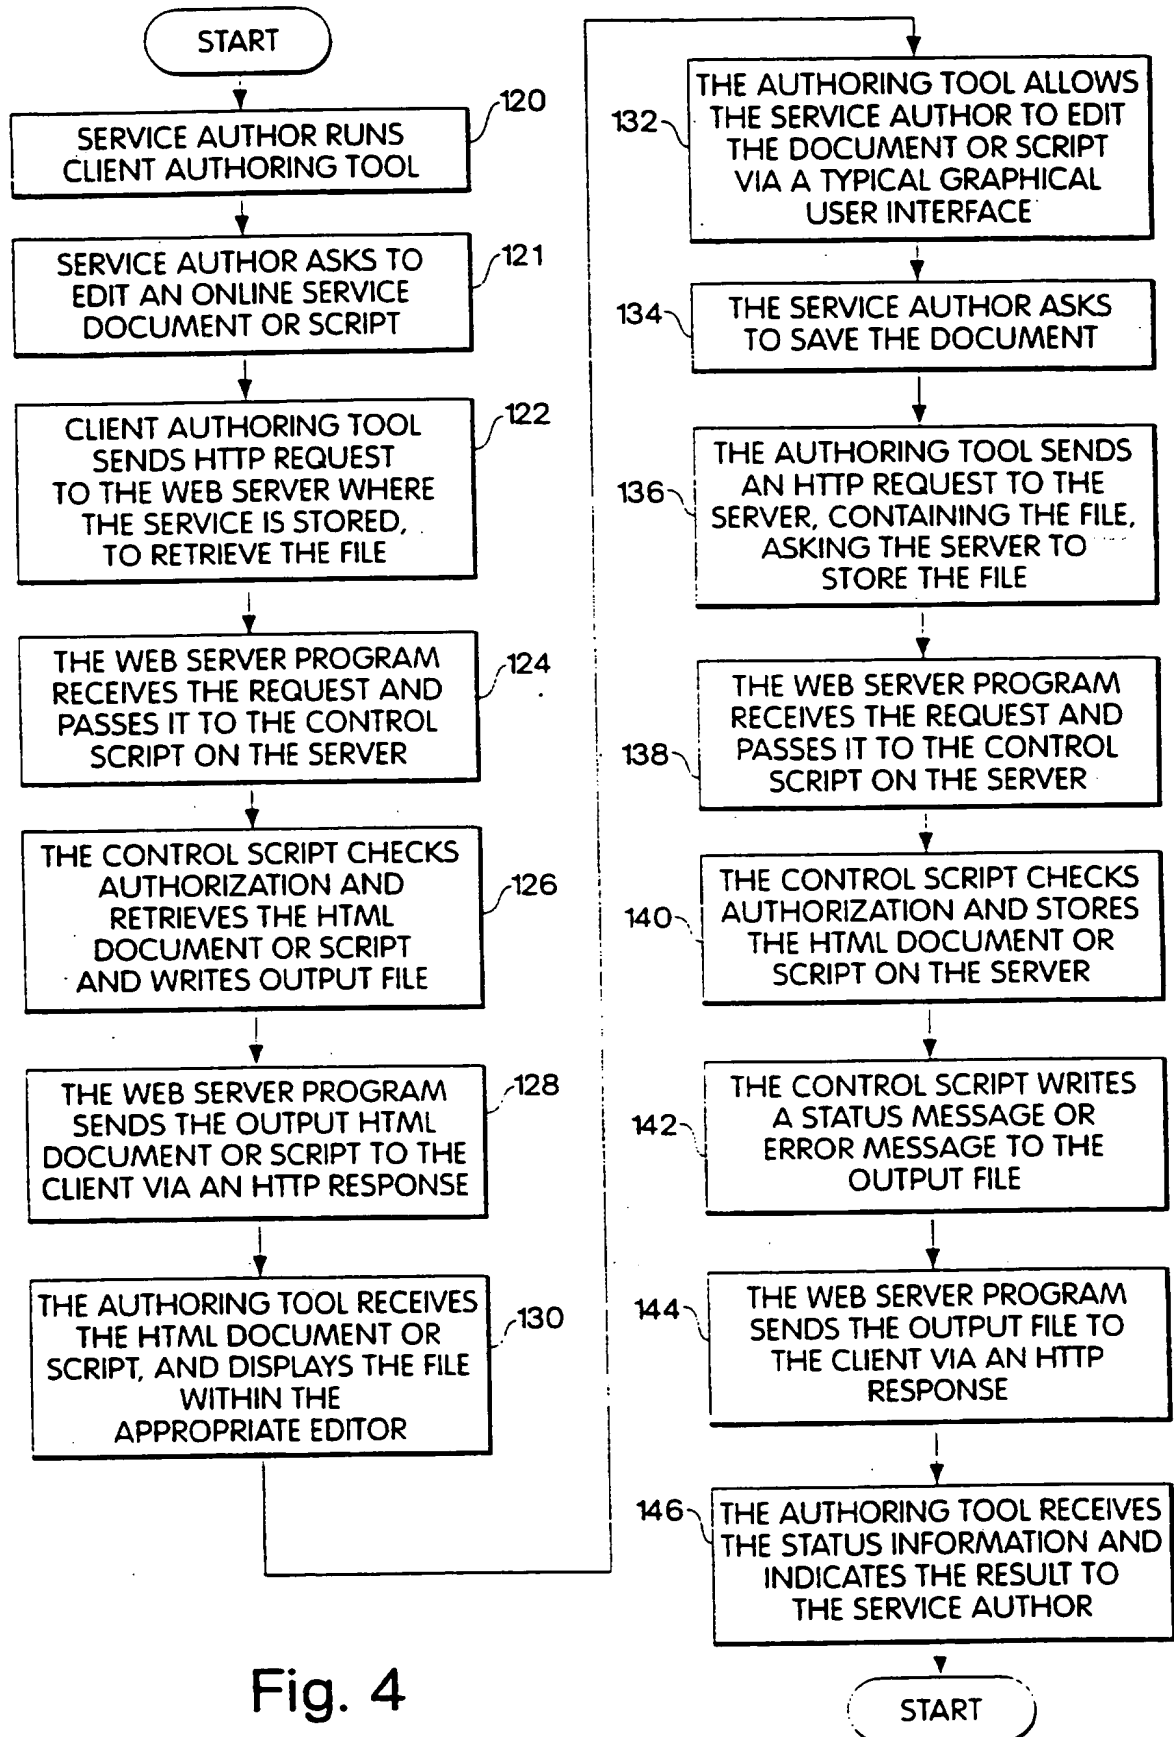 START
120
SERVICE AUTHOR RUNS
CLIENT AUTHORING TOOL
121
SERVICE AUTHOR ASKS TO
EDIT AN ONLINE SERVICE
DOCUMENT OR SCRIPT
122
CLIENT AUTHORING TOOL
SENDS HTTP REQUEST
TO THE WEB SERVER WHERE
THE SERVICE IS STORED,
TO RETRIEVE THE FILE
124
THE WEB SERVER PROGRAM
RECEIVES THE REQUEST AND
PASSES IT TO THE CONTROL
SCRIPT ON THE SERVER
126
THE CONTROL SCRIPT CHECKS
AUTHORIZATION AND
RETRIEVES THE HTML
DOCUMENT OR SCRIPT
AND WRITES OUTPUT FILE
128
THE WEB SERVER PROGRAM
SENDS THE OUTPUT HTML
DOCUMENT OR SCRIPT TO THE
CLIENT VIA AN HTTP RESPONSE
130
THE AUTHORING TOOL RECEIVES
THE HTML DOCUMENT OR
SCRIPT, AND DISPLAYS THE FILE
WITHIN THE
APPROPRIATE EDITOR
132
THE AUTHORING TOOL ALLOWS
THE SERVICE AUTHOR TO EDIT
THE DOCUMENT OR SCRIPT
VIA A TYPICAL GRAPHICAL
USER INTERFACE
134
THE SERVICE AUTHOR ASKS
TO SAVE THE DOCUMENT
136
THE AUTHORING TOOL SENDS
AN HTTP REQUEST TO THE
SERVER, CONTAINING THE FILE,
ASKING THE SERVER TO
STORE THE FILE
138
THE WEB SERVER PROGRAM
RECEIVES THE REQUEST AND
PASSES IT TO THE CONTROL
SCRIPT ON THE SERVER
140
THE CONTROL SCRIPT CHECKS
AUTHORIZATION AND STORES
THE HTML DOCUMENT OR
SCRIPT ON THE SERVER
142
THE CONTROL SCRIPT WRITES
A STATUS MESSAGE OR
ERROR MESSAGE TO THE
OUTPUT FILE
144
THE WEB SERVER PROGRAM
SENDS THE OUTPUT FILE TO
THE CLIENT VIA AN HTTP
RESPONSE
146
THE AUTHORING TOOL RECEIVES
THE STATUS INFORMATION AND
INDICATES THE RESULT TO
THE SERVICE AUTHOR
START
Fig. 4